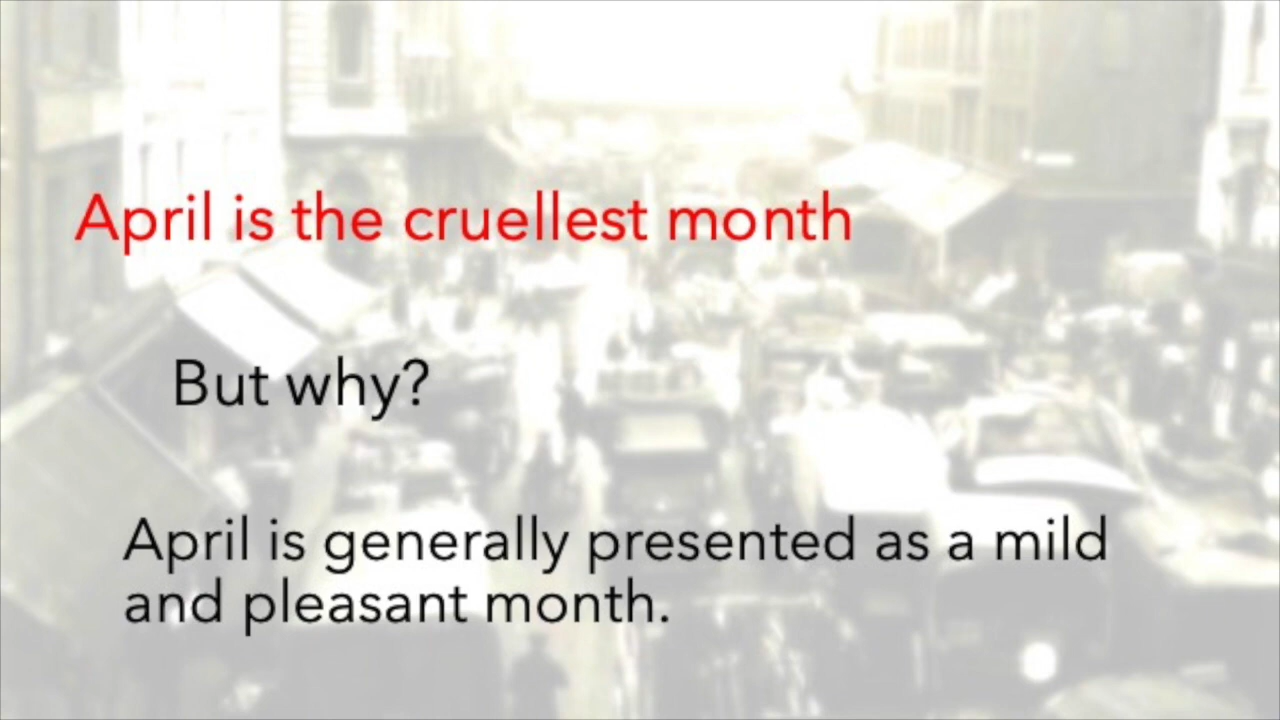 April is the cruellest month
But why?
April is generally presented as a mild
and pleasant month.